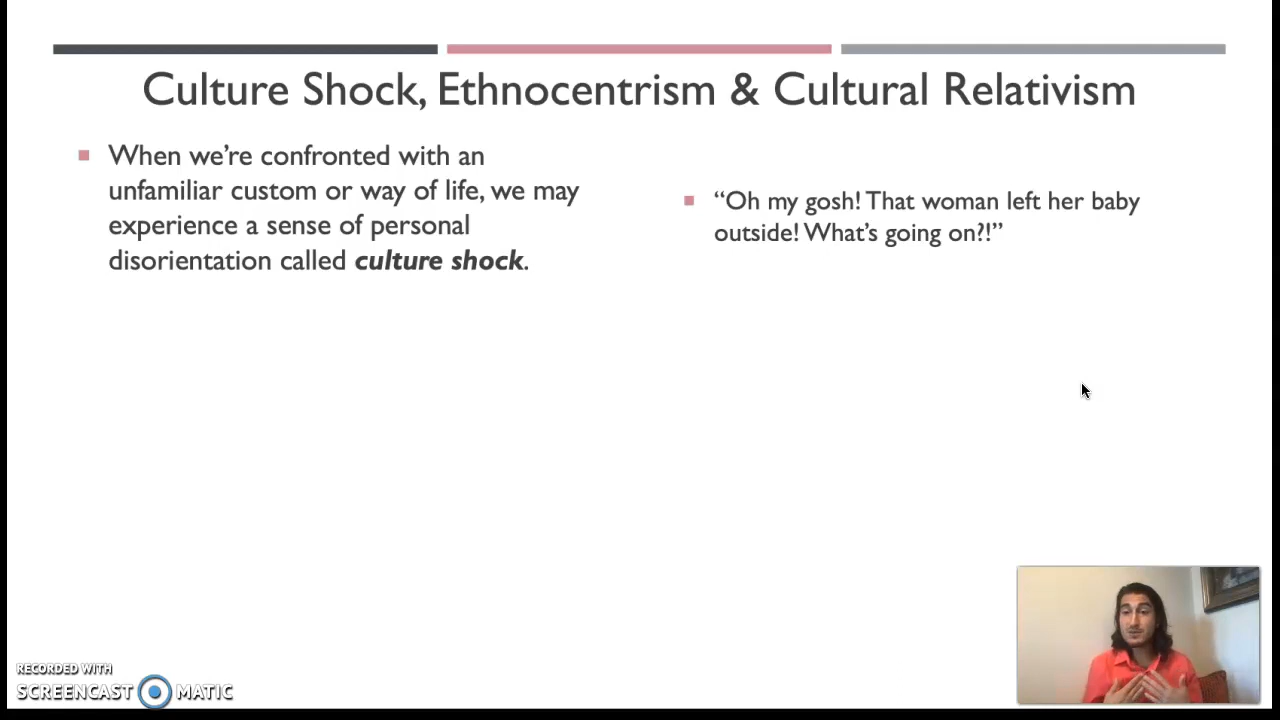 Culture Shock, Ethnocentrism & Cultural Relativism
When we’re confronted with an
unfamiliar custom or way of life, we may
experience a sense of personal
disorientation called culture shock.
“Oh my gosh! That woman left her baby
outside! What’s going on?!”
RECORDED WITH
SCREENCAST MATIC